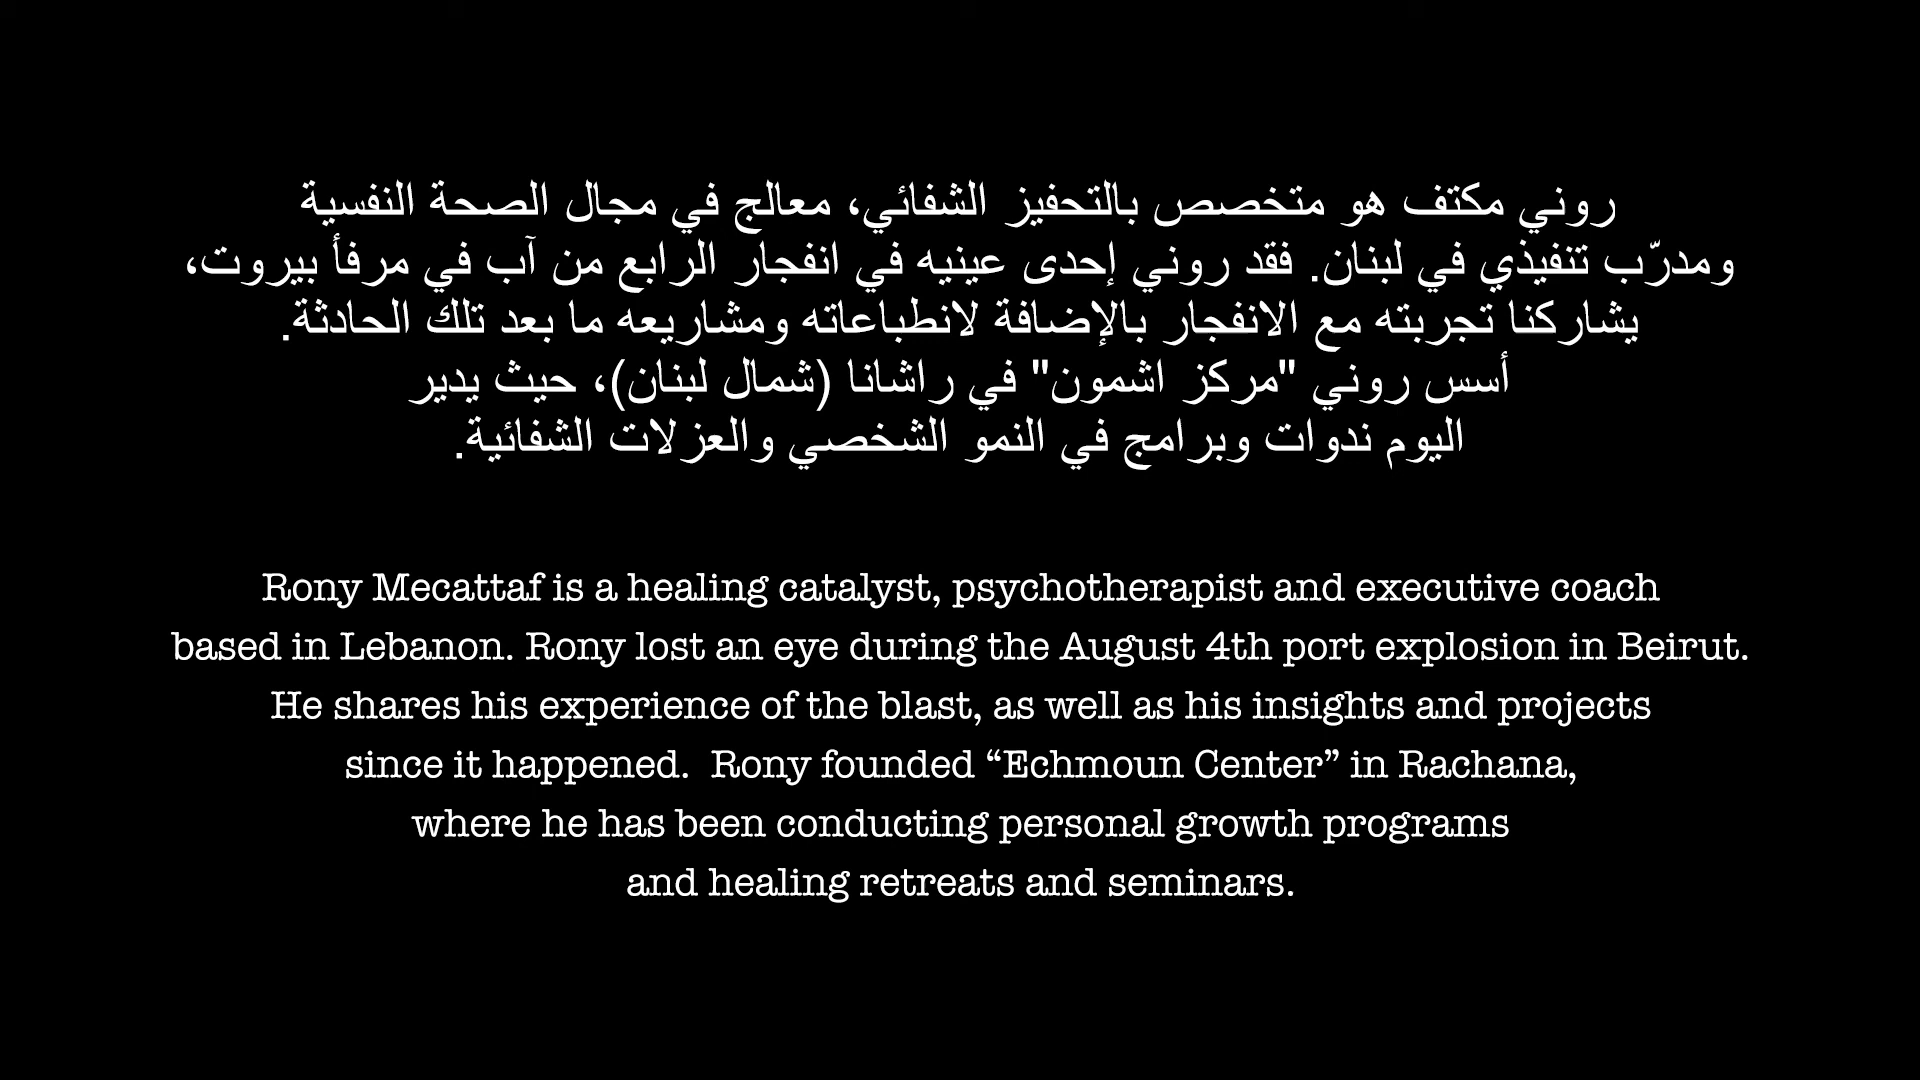 روني مكتف هو متخصص بالتحفيز الشفائي، معالج في مجال الصحة النفسية
ومدرّب تنفيذي في لبنان. فقد روني إحدى عينيه في انفجار الرابع من آب في مرفأ بيروت،
يشاركنا تجربته مع الانفجار بالإضافة لانطباعاته ومشاريعه ما بعد تلك الحادثة.
أسس روني "مركز اشمون" في راشانا (شمال لبنان)، حيث يدير
اليوم ندوات وبرامج في النمو الشخصي والعزلات الشفائية.
Rony Mecattaf is a healing catalyst, psychotherapist and executive coach
based in Lebanon. Rony lost an eye during the August 4th port explosion in Beirut.
He shares his experience of the blast, as well as his insights and projects
since it happened.  Rony founded “Echmoun Center” in Rachana,
where he has been conducting personal growth programs
and healing retreats and seminars.